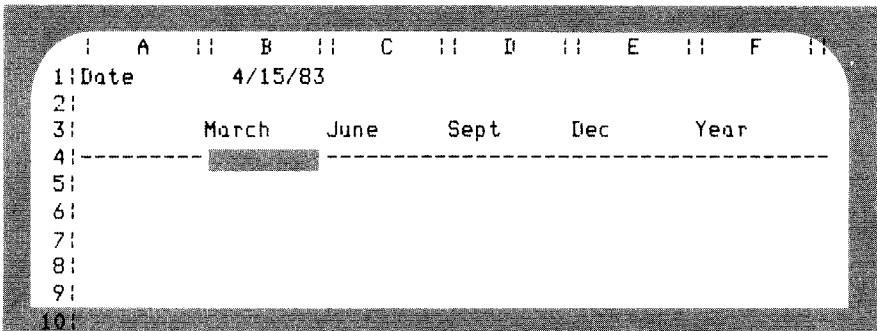 | A || B || C || D || E || F ||
1|Date 4/15/83
2|
3| March June Sept Dec Year
4|--------- -------------------------------------
5|
6|
7|
8|
9|
10|